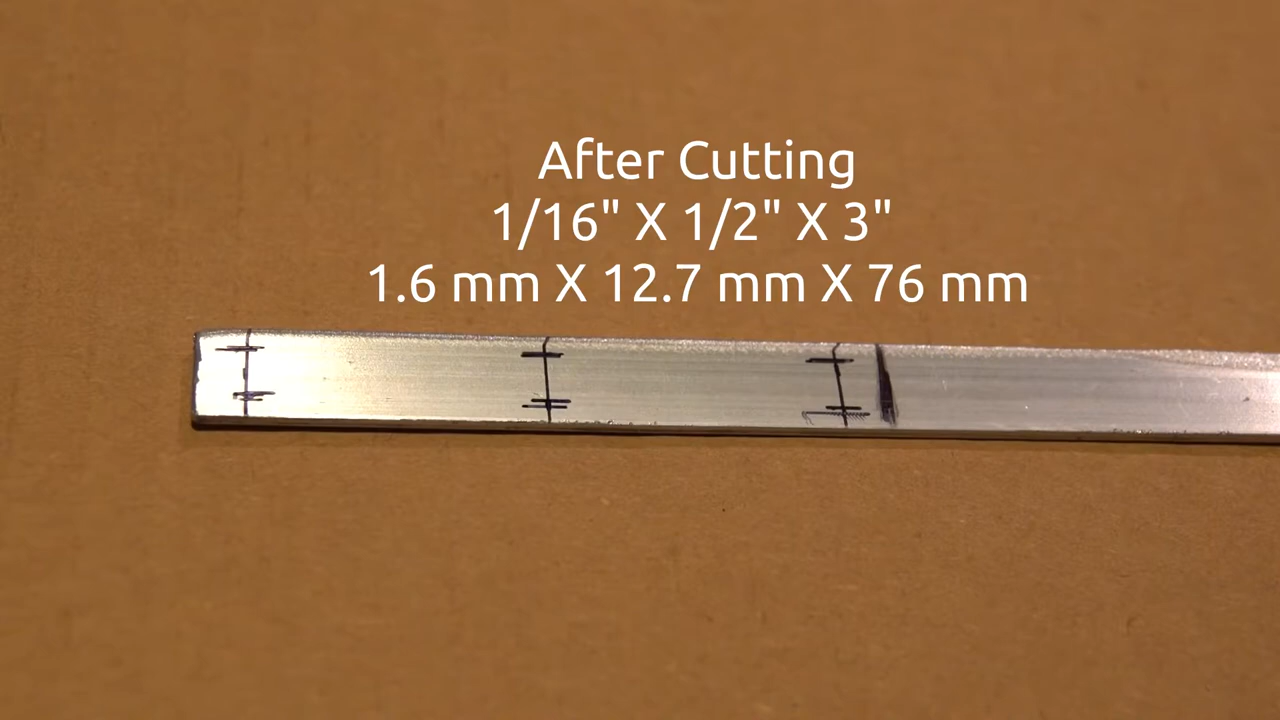 After Cutting
1/16" X 1/2" X 3"
1.6 mm X 12.7 mm X 76 mm